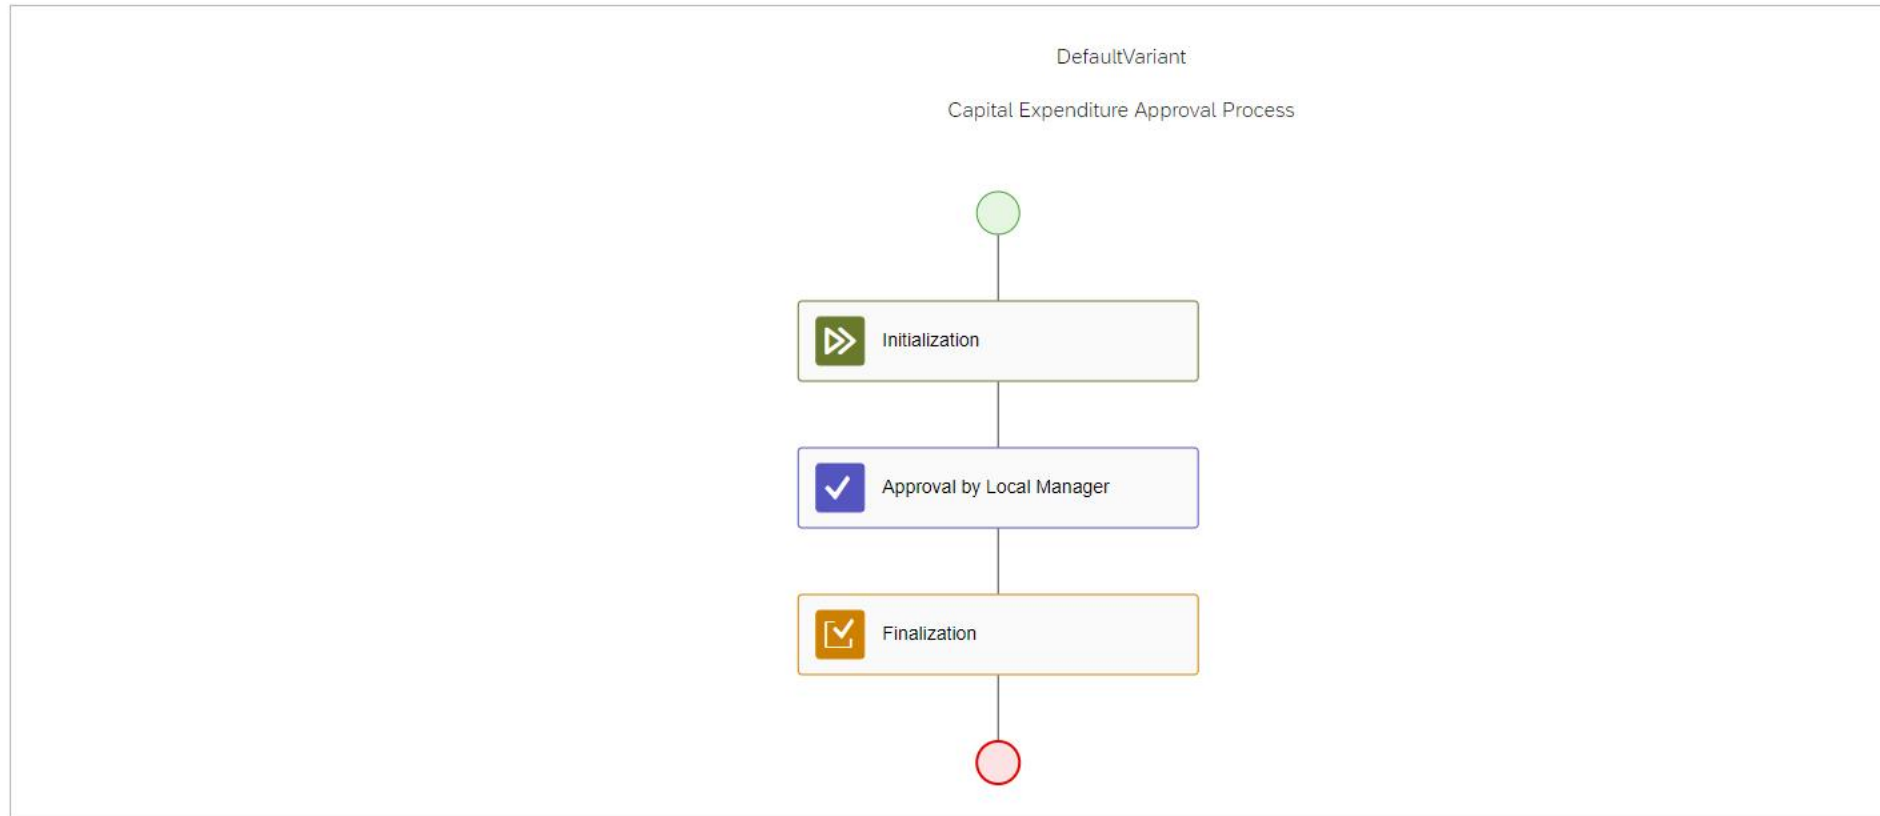 DefaultVariant
Capital Expenditure Approval Process
Initialization
Approval by Local Manager
Finalization